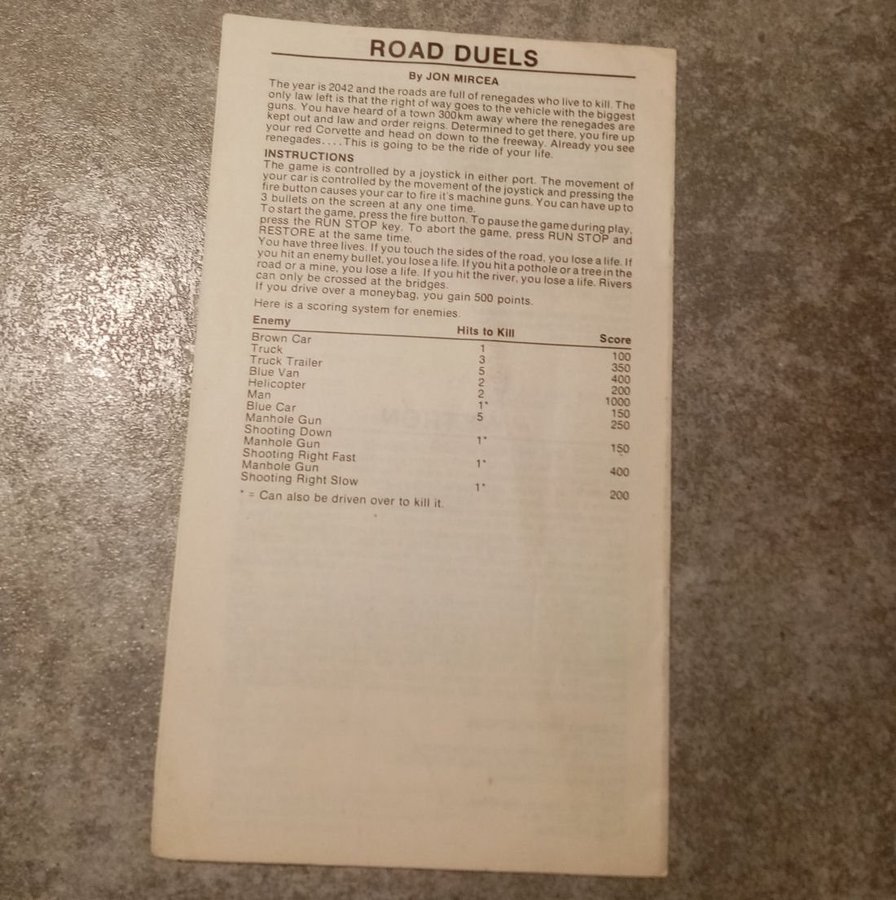 ROAD DUELS
By JON MIRCEA
The year is 2042 and the roads are full of renegades who live to kill. The
only law left is that the right of way goes to the vehicle with the biggest
guns. You have heard of a town 300km away where the renegades are
kept out and law and order reigns. Determined to get there, you fire up
your red Corvette and head on down to the freeway. Already you see
renegades....This is going to be the ride of your life.
INSTRUCTIONS
The game is controlled by a joystick in either port. The movement of
your car is controlled by the movement of the joystick and pressing the
fire button causes your car to fire it's machine guns. You can have up to
3 bullets on the screen at any one time.
To start the game, press the fire button. To pause the game during play,
press the RUN STOP key. To abort the game, press RUN STOP and
RESTORE at the same time.
You have three lives. If you touch the sides of the road, you lose a life. If
you hit an enemy bullet, you lose a life. If you hit a pothole or a tree in the
road or a mine, you lose a life. If you hit the river, you lose a life. Rivers
can only be crossed at the bridges.
If you drive over a moneybag, you gain 500 points.
Here is a scoring system for enemies.
Enemy Hits to Kill Score
Brown Car 1 100
Truck 3 350
Truck Trailer 5 400
Blue Van 2 200
Helicopter 2 1000
Man 1* 150
Blue Car 5 250
Manhole Gun
Shooting Down 1* 150
Manhole Gun
Shooting Right Fast 1* 400
Manhole Gun
Shooting Right Slow 1* 200
* = Can also be driven over to kill it.